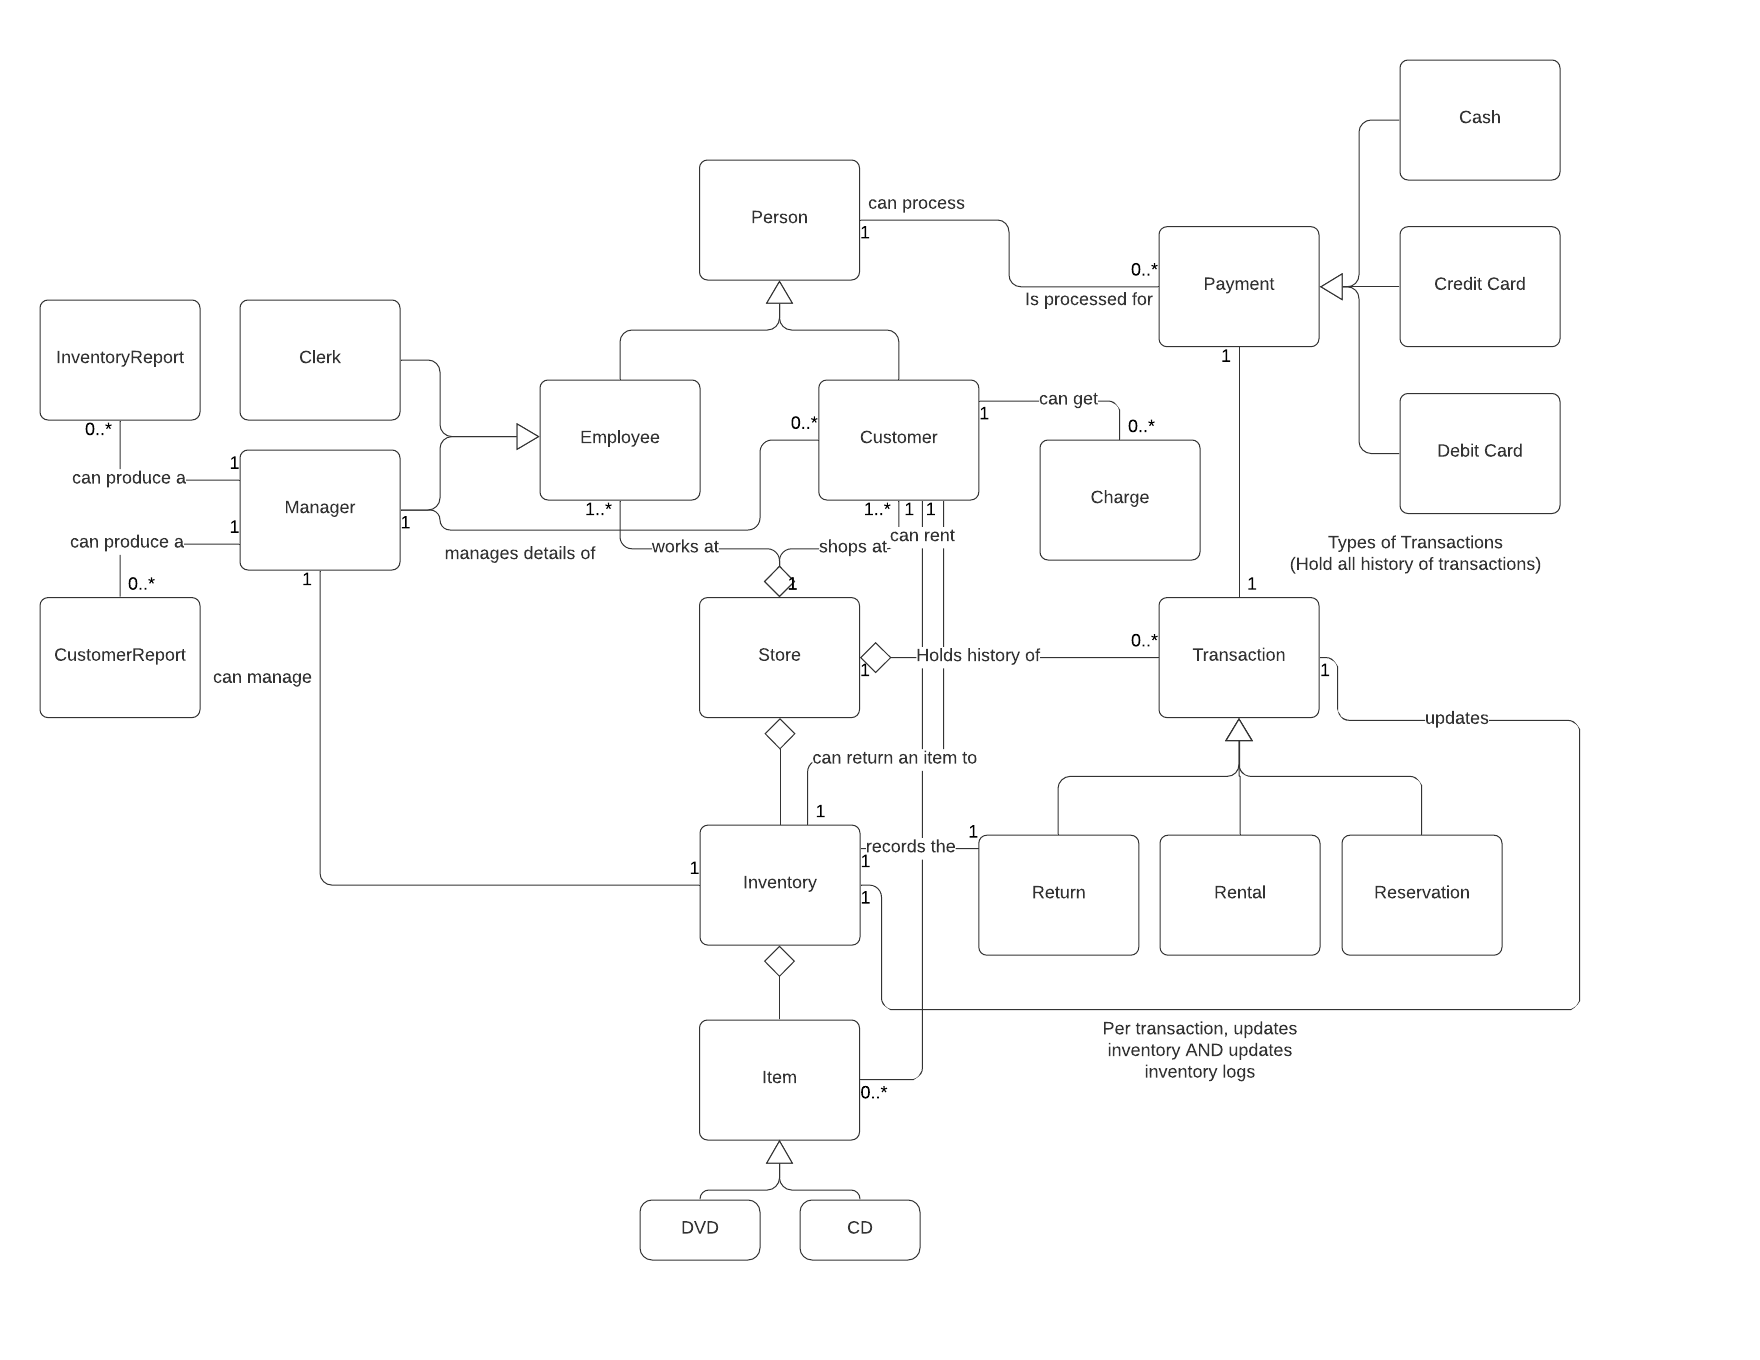 Cash
Person
can process
1
0..*
Is processed for
Payment
1
Credit Card
InventoryReport
0..*
Clerk
Employee
1..*
0..*
Customer
1
can get
0..*
Debit Card
can produce a
1
Manager
1
Charge
can produce a
1
0..*
1
manages details of
works at
shops at
1..*
1
1
can rent
1
Types of Transactions
(Hold all history of transactions)
CustomerReport
can manage
Store
1
Holds history of
0..*
1
Transaction
1
updates
can return an item to
1
1
Inventory
records the
1
1
1
Return
Rental
Reservation
Per transaction, updates
inventory AND updates
inventory logs
Item
0..*
DVD
CD